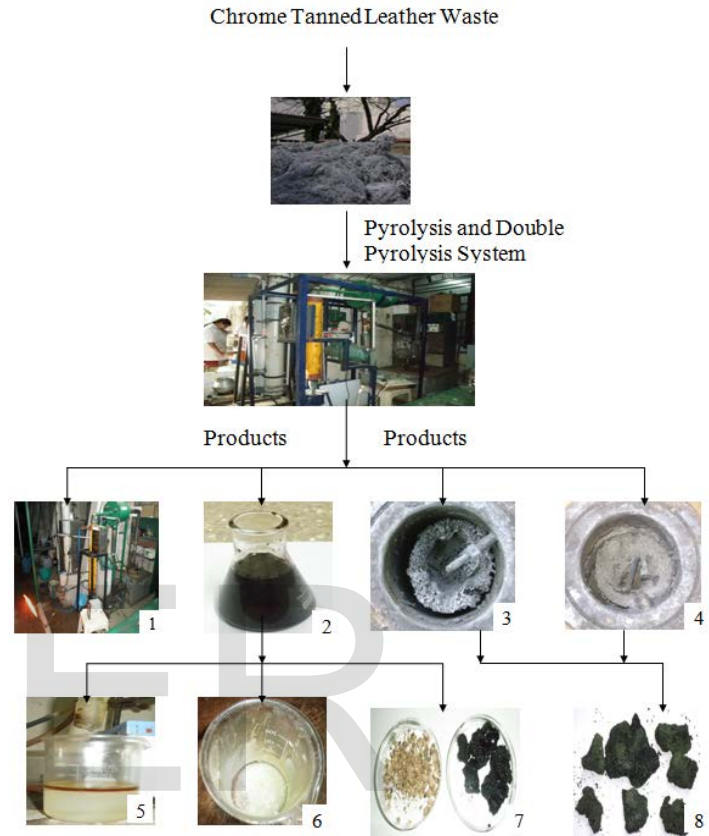 Chrome Tanned Leather Waste
Pyrolysis and Double
Pyrolysis System
Products Products
1 2 3 4
5 6 7 8
ER